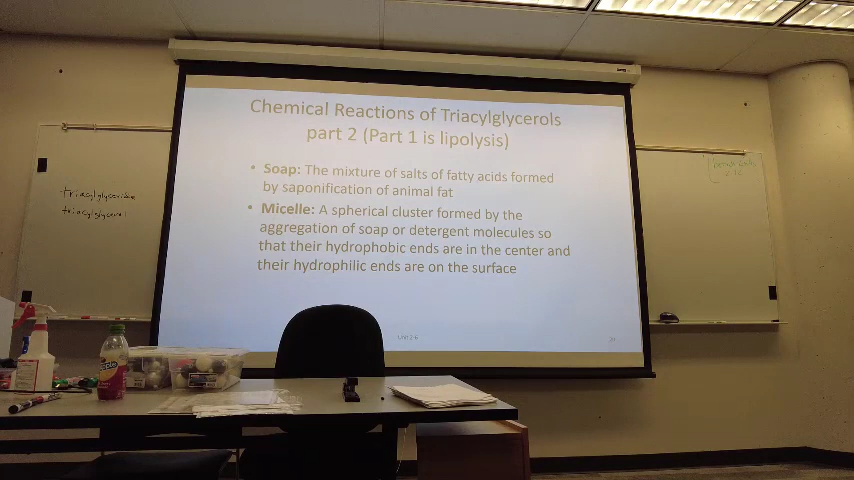 Chemical Reactions of Triacylglycerols
part 2 (Part 1 is lipolysis)
• Soap: The mixture of salts of fatty acids formed
by saponification of animal fat
• Micelle: A spherical cluster formed by the
aggregation of soap or detergent molecules so
that their hydrophobic ends are in the center and
their hydrophilic ends are on the surface
triacylglyceride
triacylglycerol